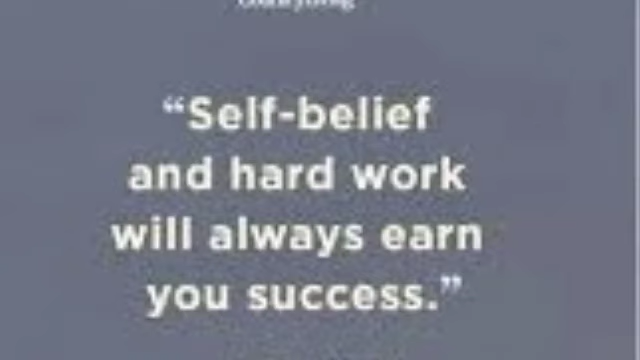 “Self-belief
and hard work
will always earn
you success.”